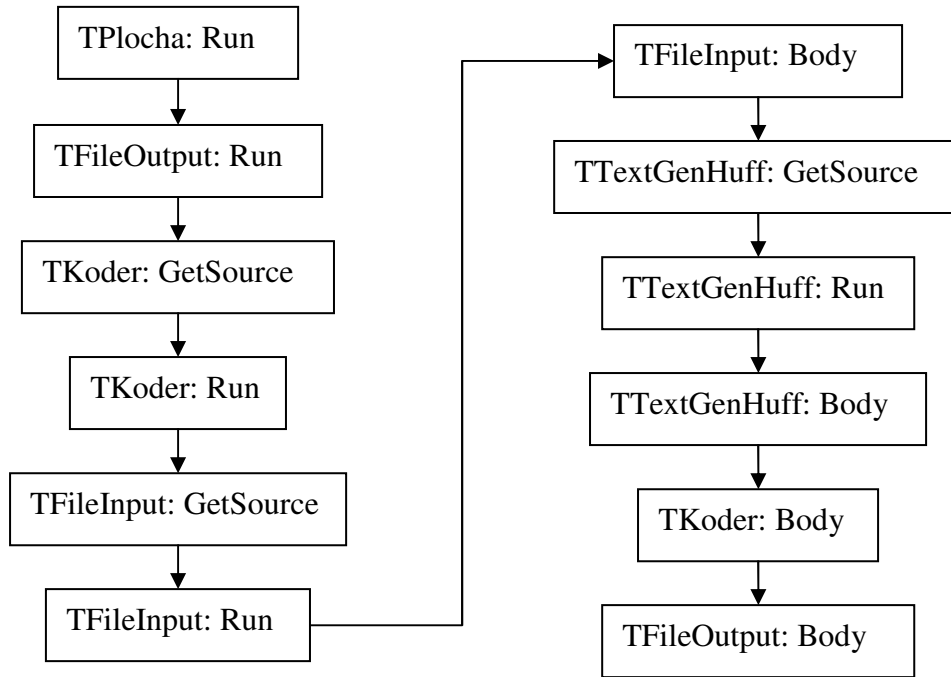 TPlocha: Run
TFileOutput: Run
TKoder: GetSource
TKoder: Run
TFileInput: GetSource
TFileInput: Run
TFileInput: Body
TTextGenHuff: GetSource
TTextGenHuff: Run
TTextGenHuff: Body
TKoder: Body
TFileOutput: Body